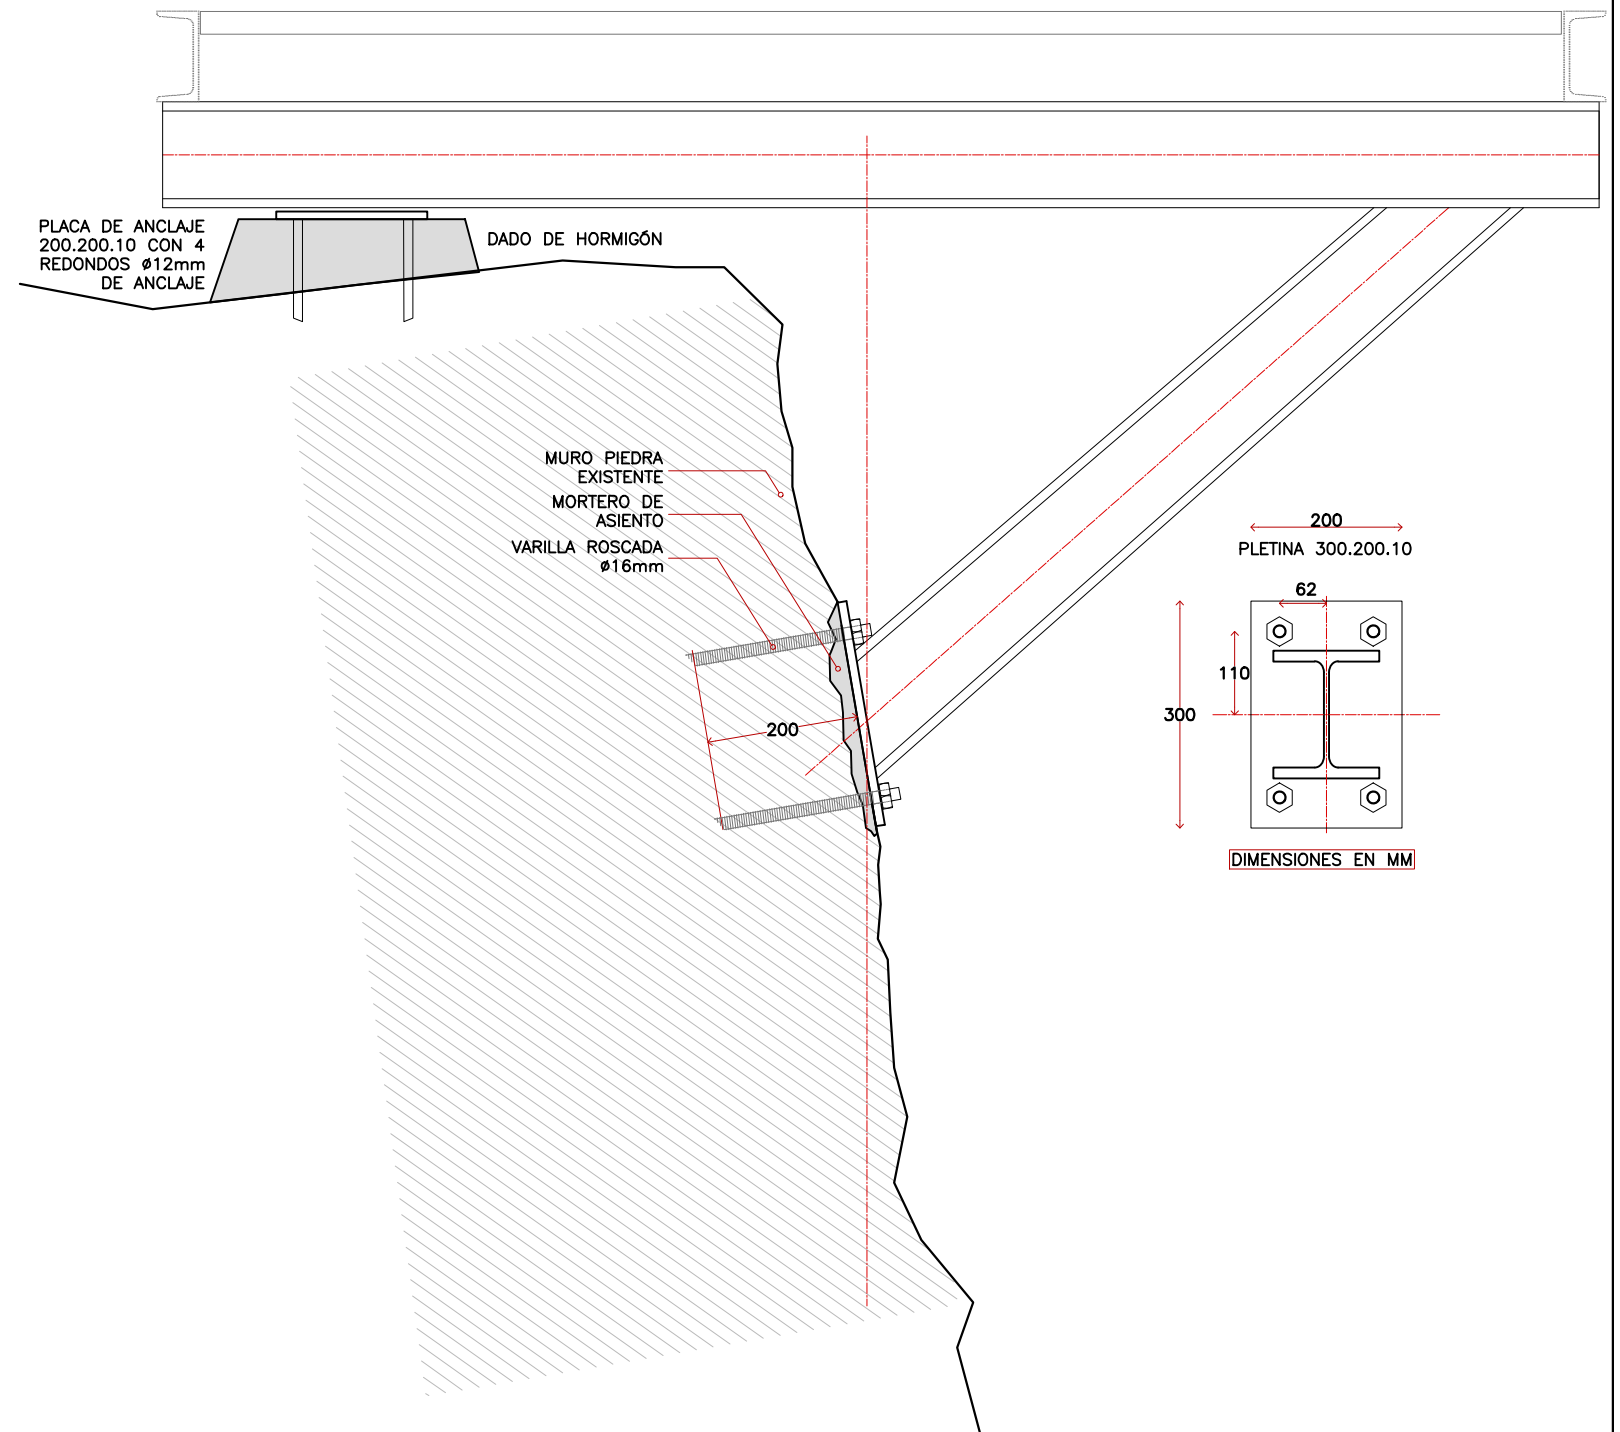 PLACA DE ANCLAJE
200.200.10 CON 4
REDONDOS ø12mm
DE ANCLAJE
DADO DE HORMIGÓN
MURO PIEDRA
EXISTENTE
MORTERO DE
ASIENTO
VARILLA ROSCADA
ø16mm
200
200
PLETINA 300.200.10
62
110
300
DIMENSIONES EN MM